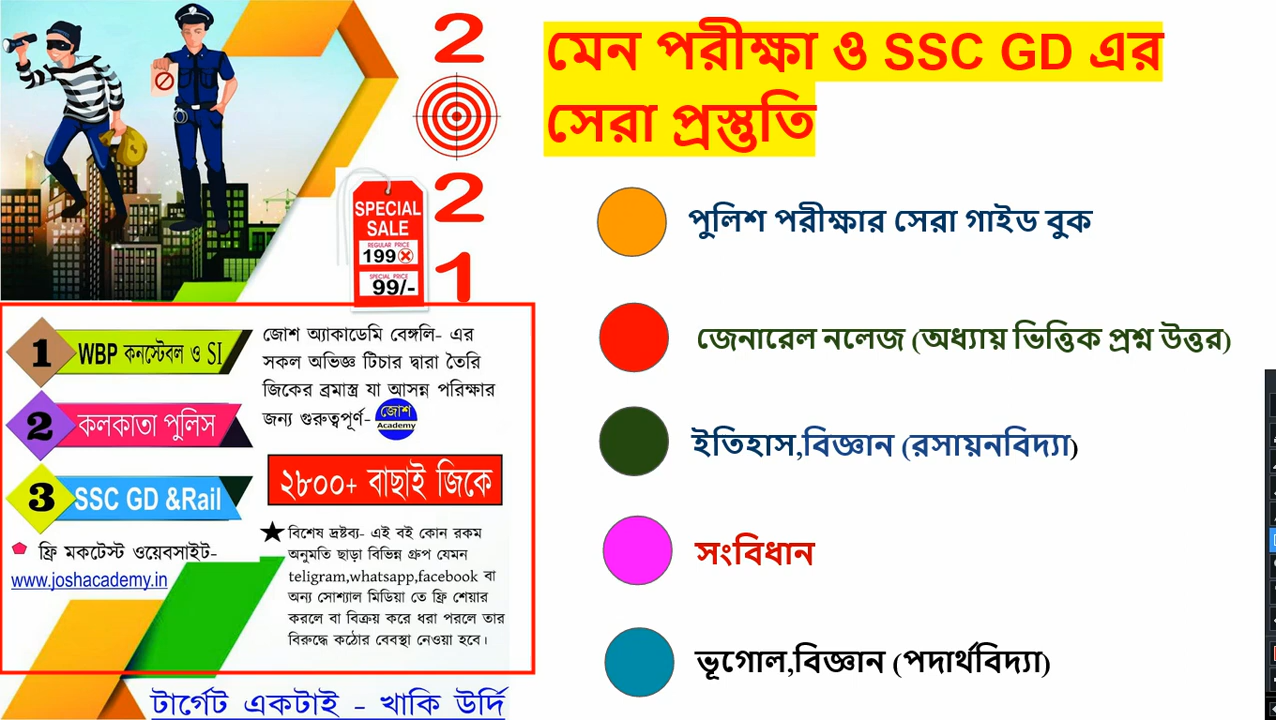 2
2
1
SPECIAL
SALE
REGULAR PRICE
199
SPECIAL PRICE
99/-
1 WBP কনস্টেবল ও SI
2 কলকাতা পুলিস
3 SSC GD &Rail
ফ্রি মকটেস্ট ওয়েবসাইট-
www.joshacademy.in
জোশ অ্যাকাডেমি বেঙ্গলি- এর
সকল অভিজ্ঞ টিচার দ্বারা তৈরি
জিকের ব্রমাস্ত্র যা আসন্ন পরিক্ষার
জন্য গুরুত্বপূর্ণ-
জোশ
Academy
২৮০০+ বাছাই জিকে
বিশেষ দ্রষ্টব্য- এই বই কোন রকম
অনুমতি ছাড়া বিভিন্ন গ্রুপ যেমন
teligram,whatsapp,facebook বা
অন্য সোশ্যাল মিডিয়া তে ফ্রি শেয়ার
করলে বা বিক্রয় করে ধরা পরলে তার
বিরুদ্ধে কঠোর বেবস্থা নেওয়া হবে।
টার্গেট একটাই - খাকি উর্দি
মেন পরীক্ষা ও SSC GD এর
সেরা প্রস্তুতি
পুলিশ পরীক্ষার সেরা গাইড বুক
জেনারেল নলেজ (অধ্যায় ভিত্তিক প্রশ্ন উত্তর)
ইতিহাস,বিজ্ঞান (রসায়নবিদ্যা)
সংবিধান
ভূগোল,বিজ্ঞান (পদার্থবিদ্যা)